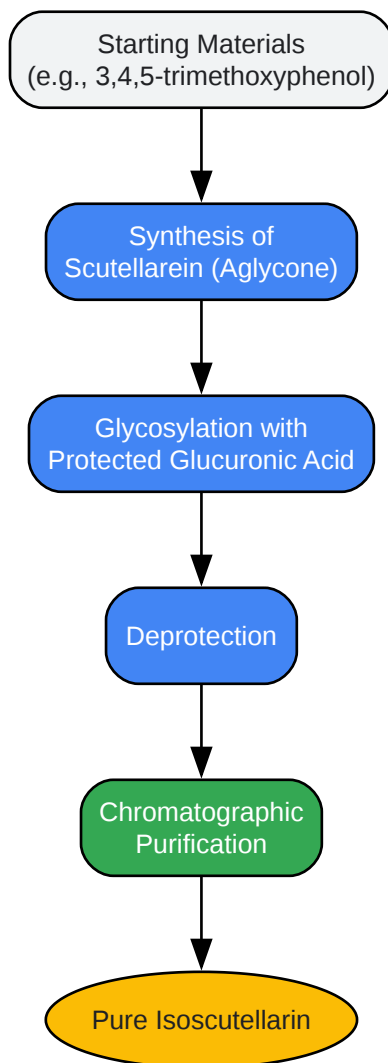 Starting Materials
(e.g., 3,4,5-trimethoxyphenol)
Synthesis of
Scutellarein (Aglycone)
Glycosylation with
Protected Glucuronic Acid
Deprotection
Chromatographic
Purification
Pure Isoscutellarin